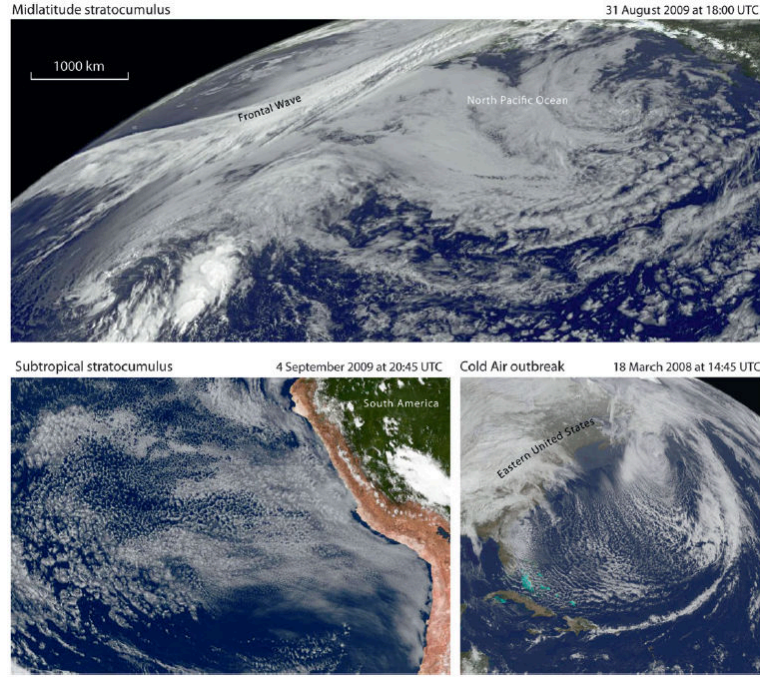 Midlatitude stratocumulus
31 August 2009 at 18:00 UTC
1000 km
Frontal Wave
North Pacific Ocean
Subtropical stratocumulus
4 September 2009 at 20:45 UTC
South America
Cold Air outbreak
18 March 2008 at 14:45 UTC
Eastern United States